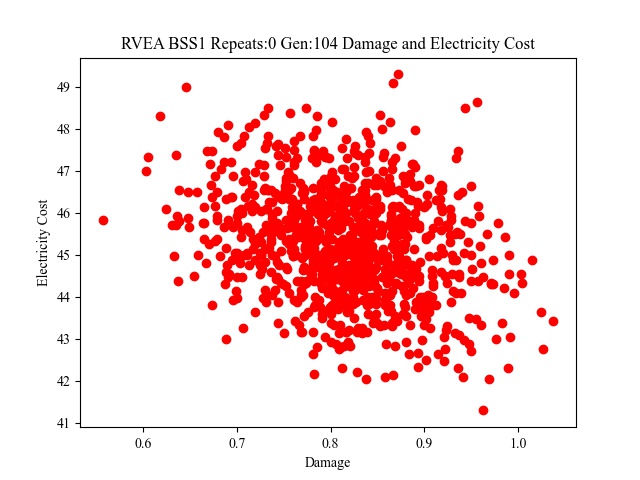 RVEA BSS1 Repeats:0 Gen:104 Damage and Electricity Cost
49
48
47
46
45
44
43
42
41
Electricity Cost
0.6 0.7 0.8 0.9 1.0
Damage